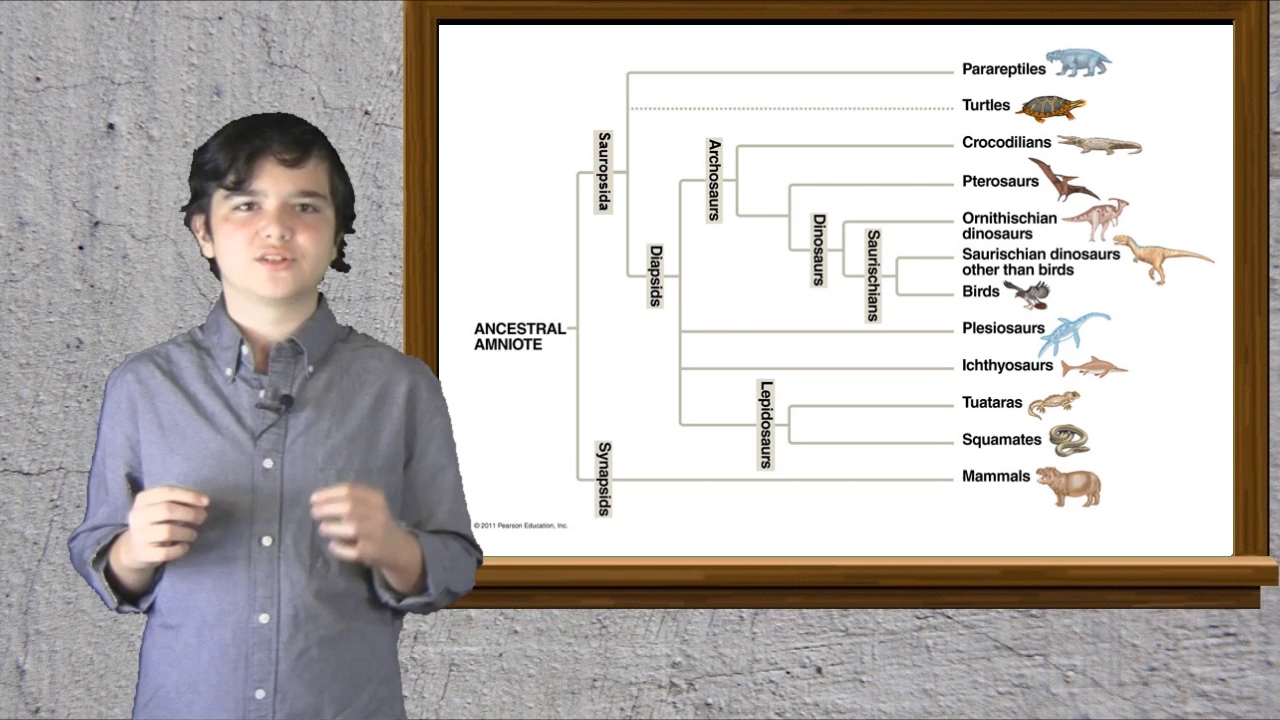 Parareptiles
Turtles
Crocodilians
Pterosaurs
Ornithischian
dinosaurs
Saurischian dinosaurs
other than birds
Birds
Plesiosaurs
Ichthyosaurs
Tuataras
Squamates
Mammals
Sauropsida
Archosaurs
Dinosaurs
Saurischians
Diapsids
ANCESTRAL
AMNIOTE
Lepidosaurs
Synapsids
© 2011 Pearson Education, Inc.